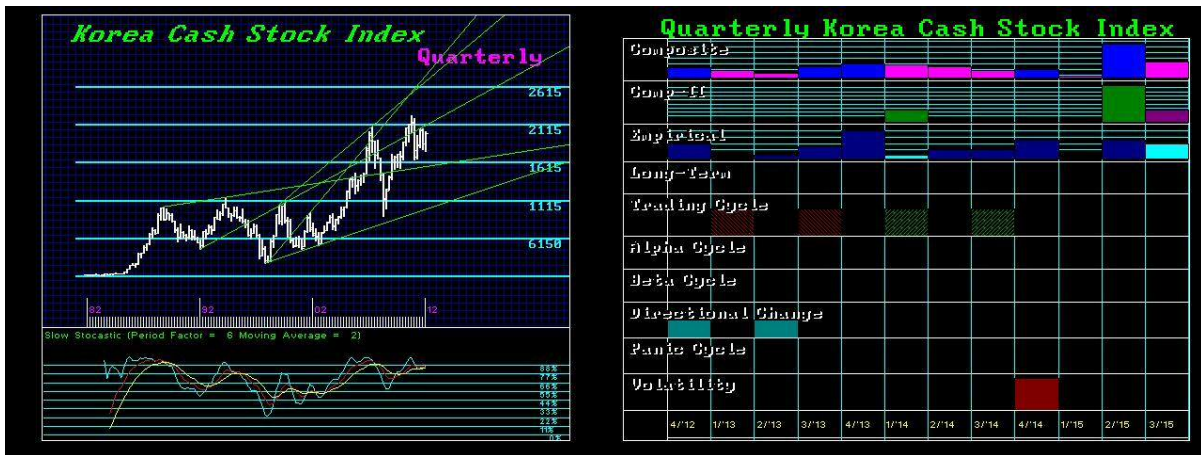 Korea Cash Stock Index
Quarterly
2615
2115
1615
1115
6150
82 92 02 12
Slow Stocastic (Period Factor = 6 Moving Average = 2)
88%
77%
66%
55%
44%
33%
22%
11%
0%
Quarterly Korea Cash Stock Index
Composite
Comp-II
Empirical
Long-Term
Trading Cycle
Alpha Cycle
Beta Cycle
Directional Change
Panic Cycle
Volatility
4/'12 1/'13 2/'13 3/'13 4/'13 1/'14 2/'14 3/'14 4/'14 1/'15 2/'15 3/'15